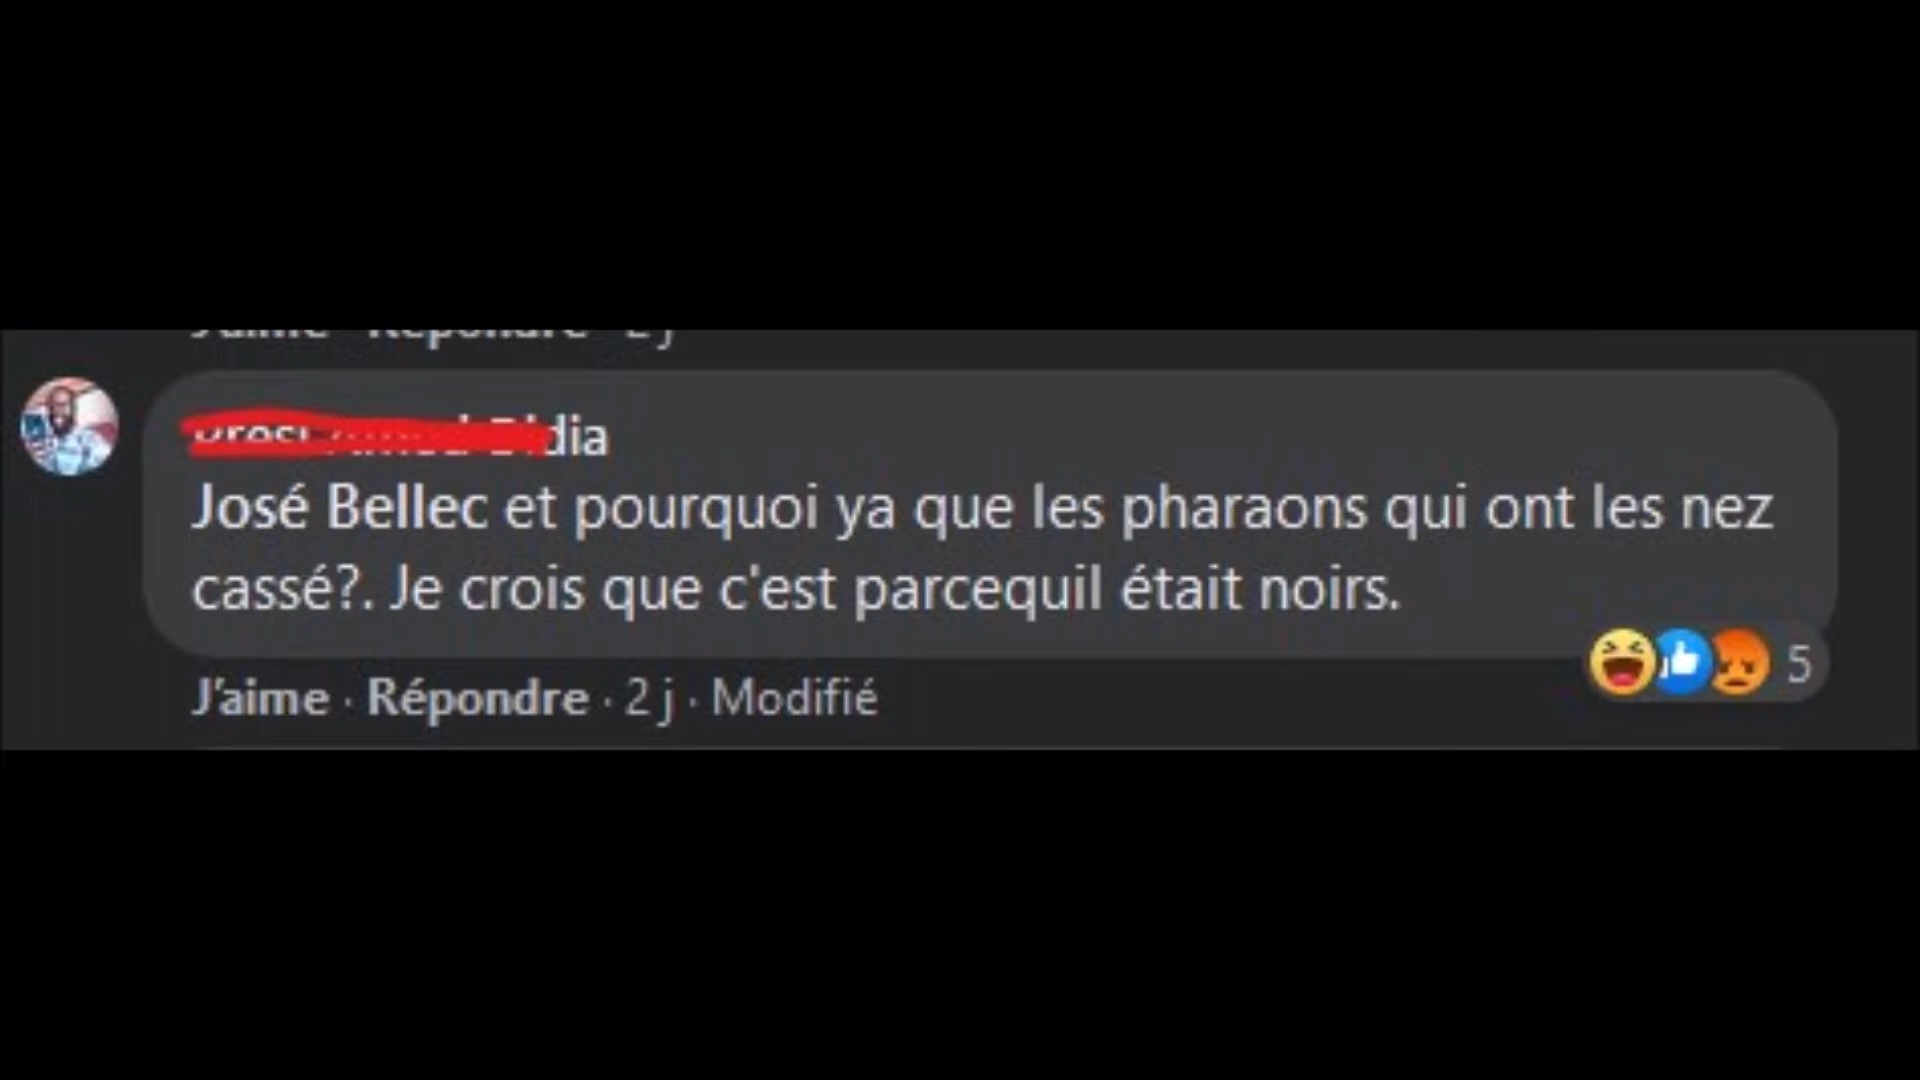 dia
José Bellec et pourquoi ya que les pharaons qui ont les nez
cassé?. Je crois que c'est parcequil était noirs.
J'aime · Répondre · 2 j · Modifié
5